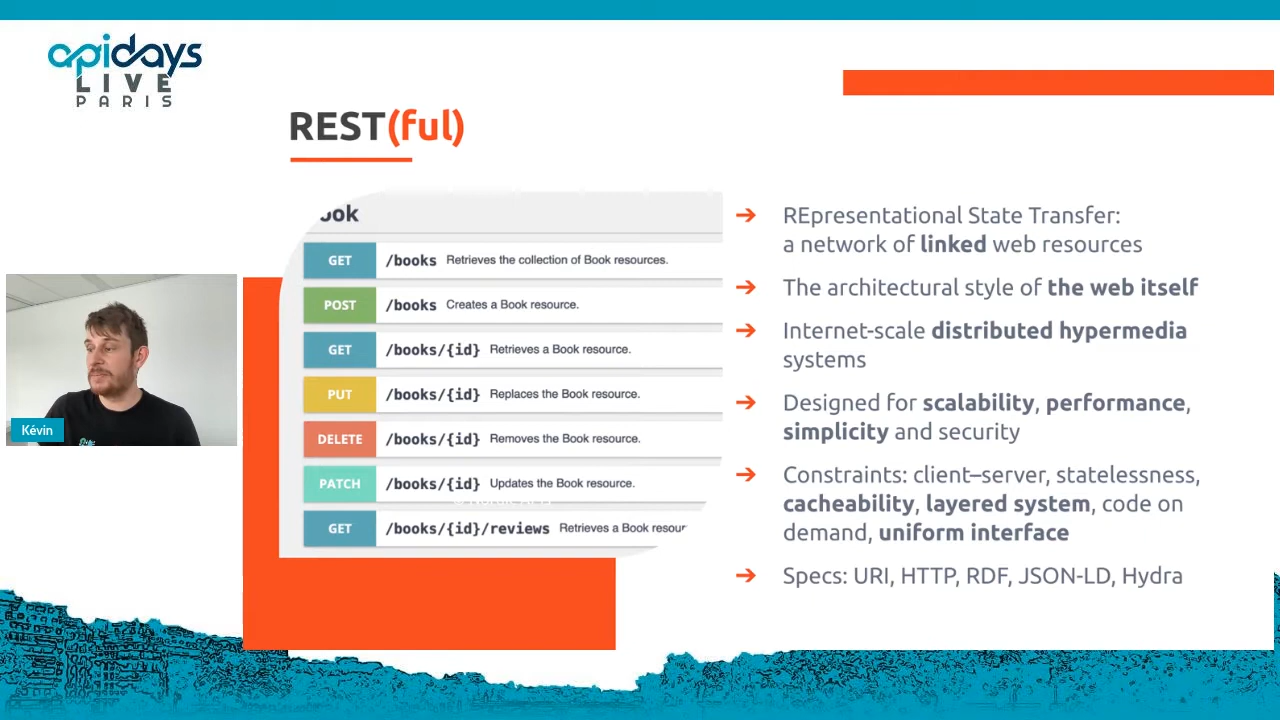 apidays
LIVE
PARIS
REST(ful)
ook
GET /books Retrieves the collection of Book resources.
POST /books Creates a Book resource.
GET /books/{id} Retrieves a Book resource.
PUT /books/{id} Replaces the Book resource.
DELETE /books/{id} Removes the Book resource.
PATCH /books/{id} Updates the Book resource.
GET /books/{id}/reviews Retrieves a Book resour
Kévin
➔ REpresentational State Transfer:
a network of linked web resources
➔ The architectural style of the web itself
➔ Internet-scale distributed hypermedia
systems
➔ Designed for scalability, performance,
simplicity and security
➔ Constraints: client–server, statelessness,
cacheability, layered system, code on
demand, uniform interface
➔ Specs: URI, HTTP, RDF, JSON-LD, Hydra